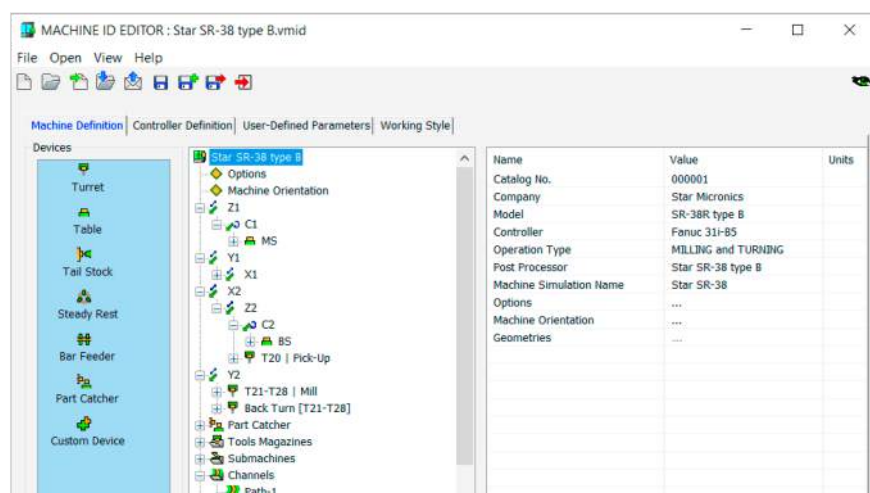 MACHINE ID EDITOR : Star SR-38 type B.vmid
File Open View Help
Machine Definition Controller Definition User-Defined Parameters Working Style
Devices
Turret
Table
Tail Stock
Steady Rest
Bar Feeder
Part Catcher
Custom Device
Star SR-38 type B
Options
Machine Orientation
Z1
C1
MS
Y1
X1
X2
Z2
C2
BS
T20 | Pick-Up
Y2
T21-T28 | Mill
Back Turn [T21-T28]
Part Catcher
Tools Magazines
Submachines
Channels
Path-1
Name Value Units
Catalog No. 000001
Company Star Micronics
Model SR-38R type B
Controller Fanuc 31i-B5
Operation Type MILLING and TURNING
Post Processor Star SR-38 type B
Machine Simulation Name Star SR-38
Options ...
Machine Orientation ...
Geometries ...